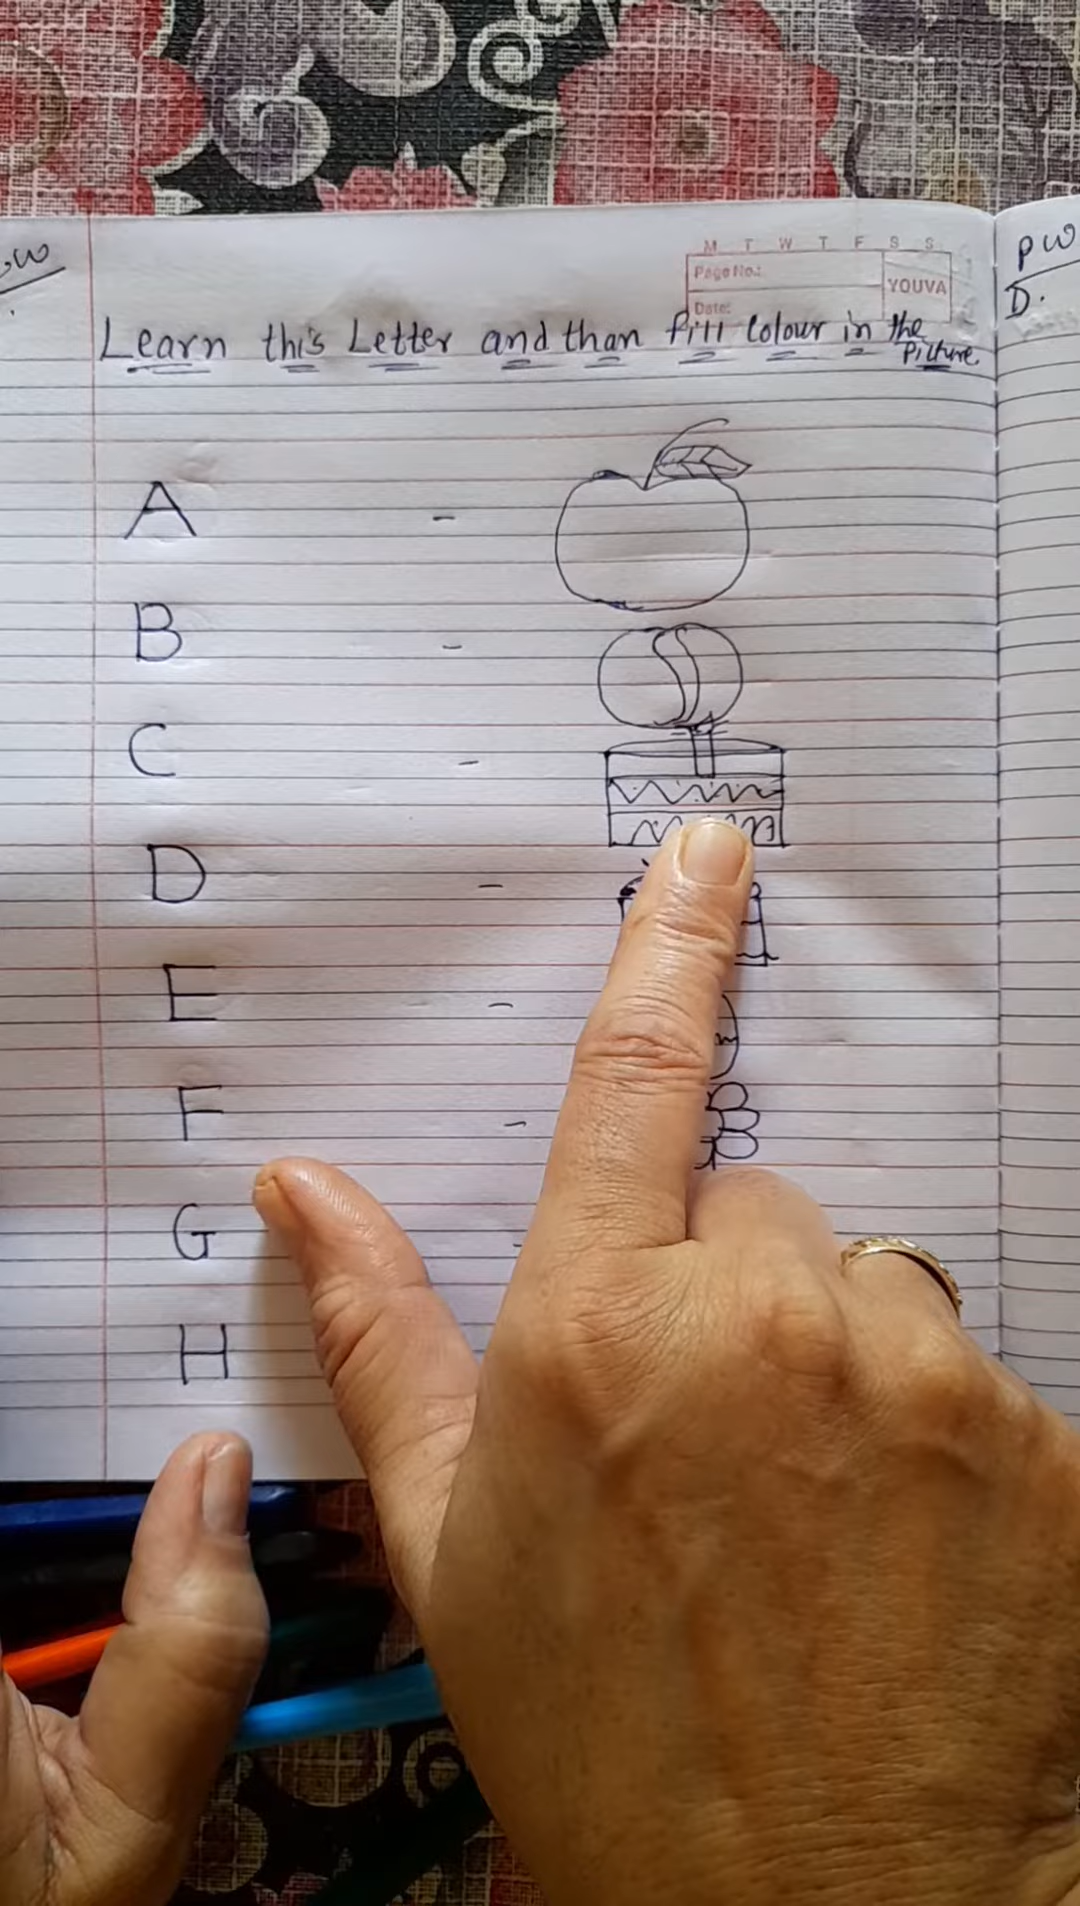 M T W T F S S
Page No.:
YOUVA
Date:
Learn this Letter and than fill Colour in the Picture.
PW
D.
A -
B -
C -
D -
E -
F -
G -
H